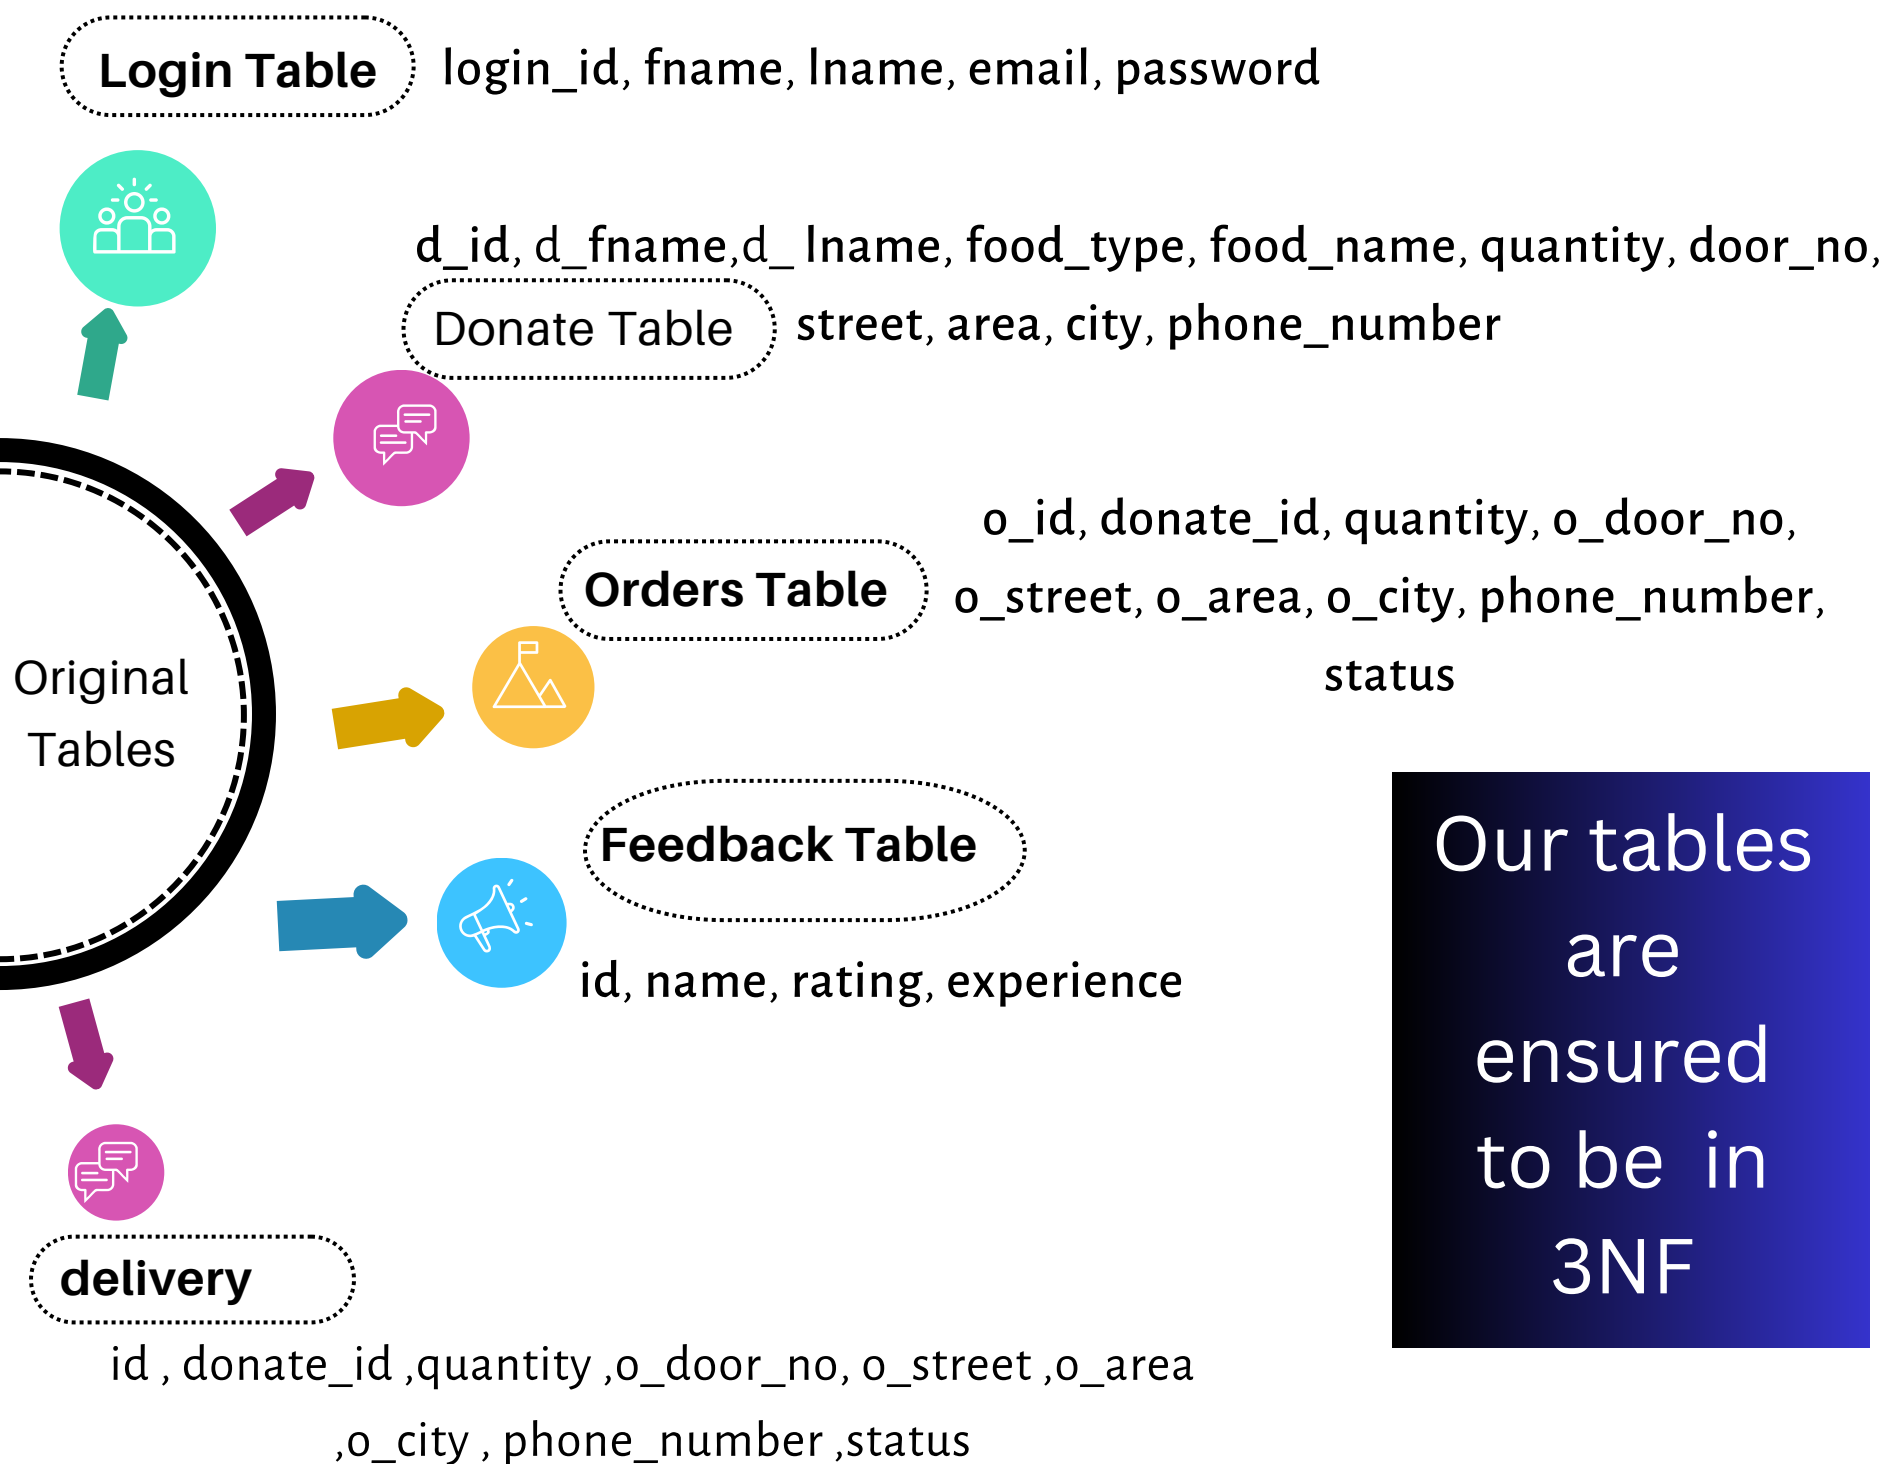 Login Table
login_id, fname, lname, email, password
d_id, d_fname,d_ lname, food_type, food_name, quantity, door_no,
Donate Table
street, area, city, phone_number
Orders Table
o_id, donate_id, quantity, o_door_no,
o_street, o_area, o_city, phone_number,
status
Original
Tables
Feedback Table
id, name, rating, experience
Our tables
are
ensured
to be  in
3NF
delivery
id , donate_id ,quantity ,o_door_no, o_street ,o_area
,o_city , phone_number ,status